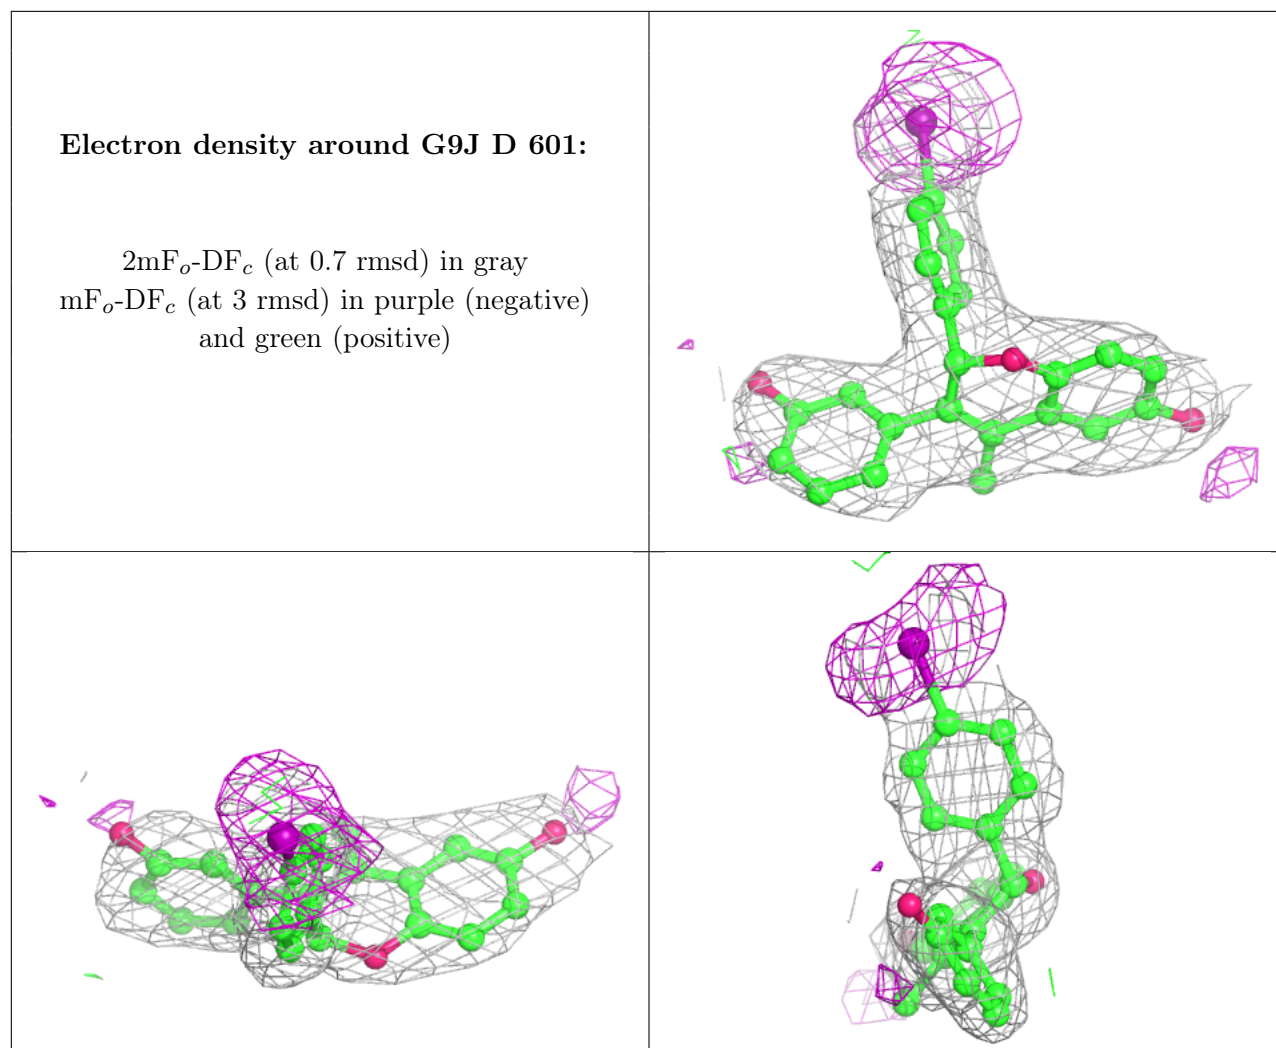 Electron density around G9J D 601:
2mFo-DFc (at 0.7 rmsd) in gray
mFo-DFc (at 3 rmsd) in purple (negative)
and green (positive)